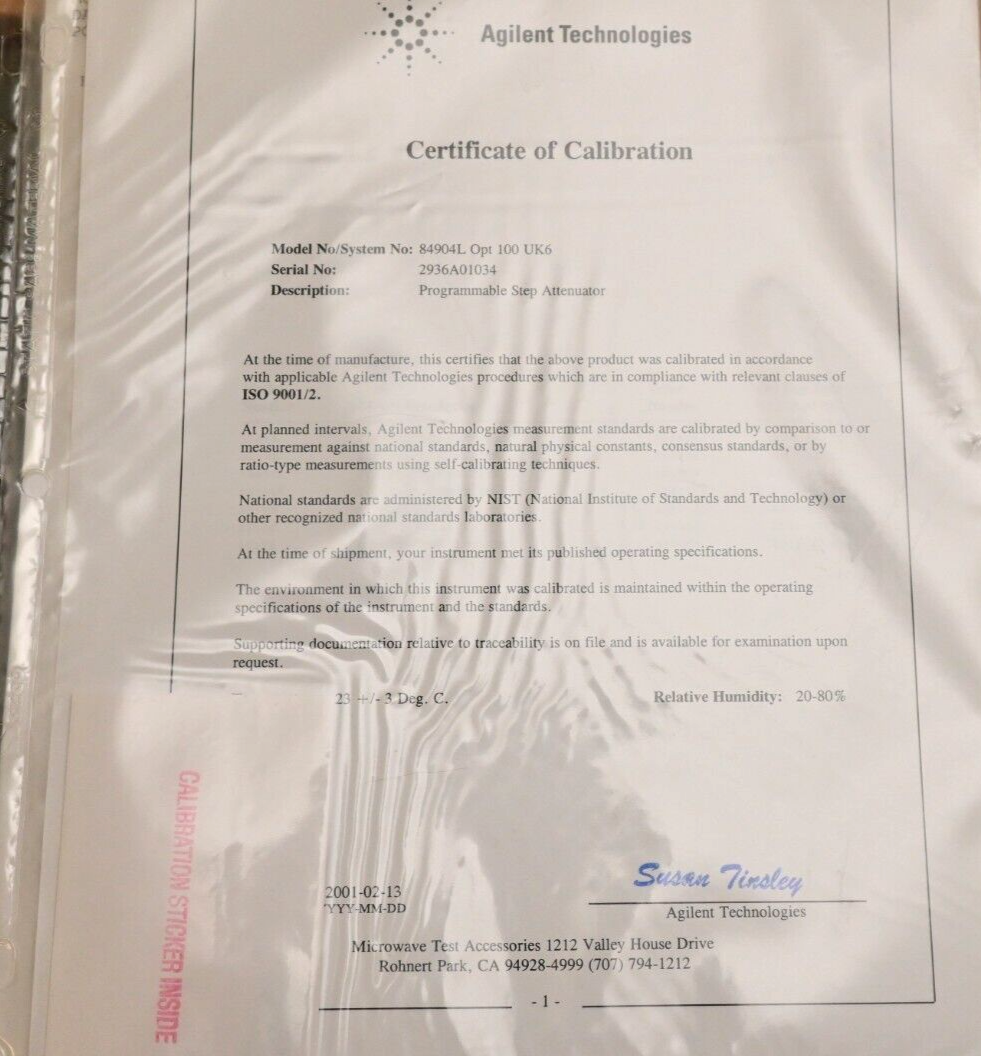 Agilent Technologies
Certificate of Calibration
Model No/System No: 84904L Opt 100 UK6
Serial No: 2936A01034
Description: Programmable Step Attenuator
At the time of manufacture, this certifies that the above product was calibrated in accordance
with applicable Agilent Technologies procedures which are in compliance with relevant clauses of
ISO 9001/2.
At planned intervals, Agilent Technologies measurement standards are calibrated by comparison to or
measurement against national standards, natural physical constants, consensus standards, or by
ratio-type measurements using self-calibrating techniques.
National standards are administered by NIST (National Institute of Standards and Technology) or
other recognized national standards laboratories.
At the time of shipment, your instrument met its published operating specifications.
The environment in which this instrument was calibrated is maintained within the operating
specifications of the instrument and the standards.
Supporting documentation relative to traceability is on file and is available for examination upon
request.
23 +/- 3 Deg. C. Relative Humidity: 20-80%
CALIBRATION STICKER INSIDE
Susan Tinsley
2001-02-13
YYY-MM-DD
Agilent Technologies
Microwave Test Accessories 1212 Valley House Drive
Rohnert Park, CA 94928-4999 (707) 794-1212
- 1 -